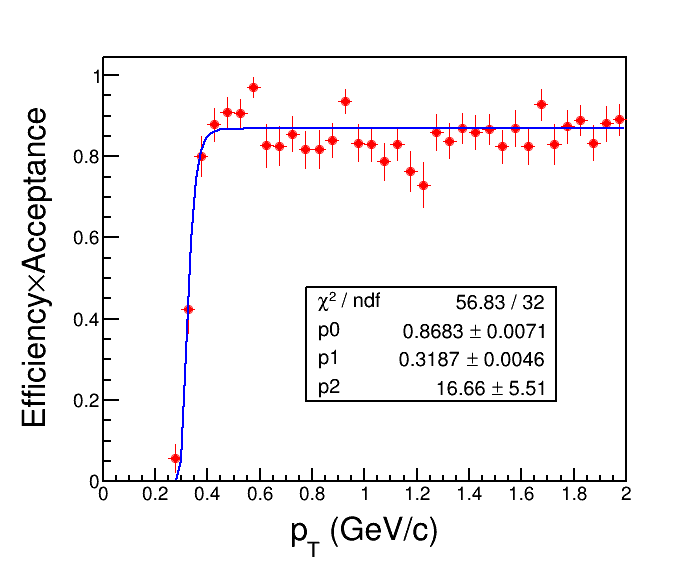 Efficiency×Acceptance
1
0.8
0.6
0.4
0.2
0
0 0.2 0.4 0.6 0.8 1 1.2 1.4 1.6 1.8 2
p_T (GeV/c)
χ² / ndf 56.83 / 32
p0 0.8683 ± 0.0071
p1 0.3187 ± 0.0046
p2 16.66 ± 5.51